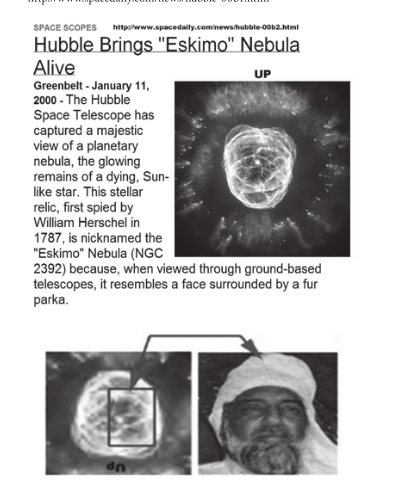 SPACE SCOPES http://www.spacedaily.com/news/hubble-00b2.html
Hubble Brings "Eskimo" Nebula
Alive
UP
Greenbelt - January 11,
2000 - The Hubble
Space Telescope has
captured a majestic
view of a planetary
nebula, the glowing
remains of a dying, Sun-
like star. This stellar
relic, first spied by
William Herschel in
1787, is nicknamed the
"Eskimo" Nebula (NGC
2392) because, when viewed through ground-based
telescopes, it resembles a face surrounded by a fur
parka.
UP